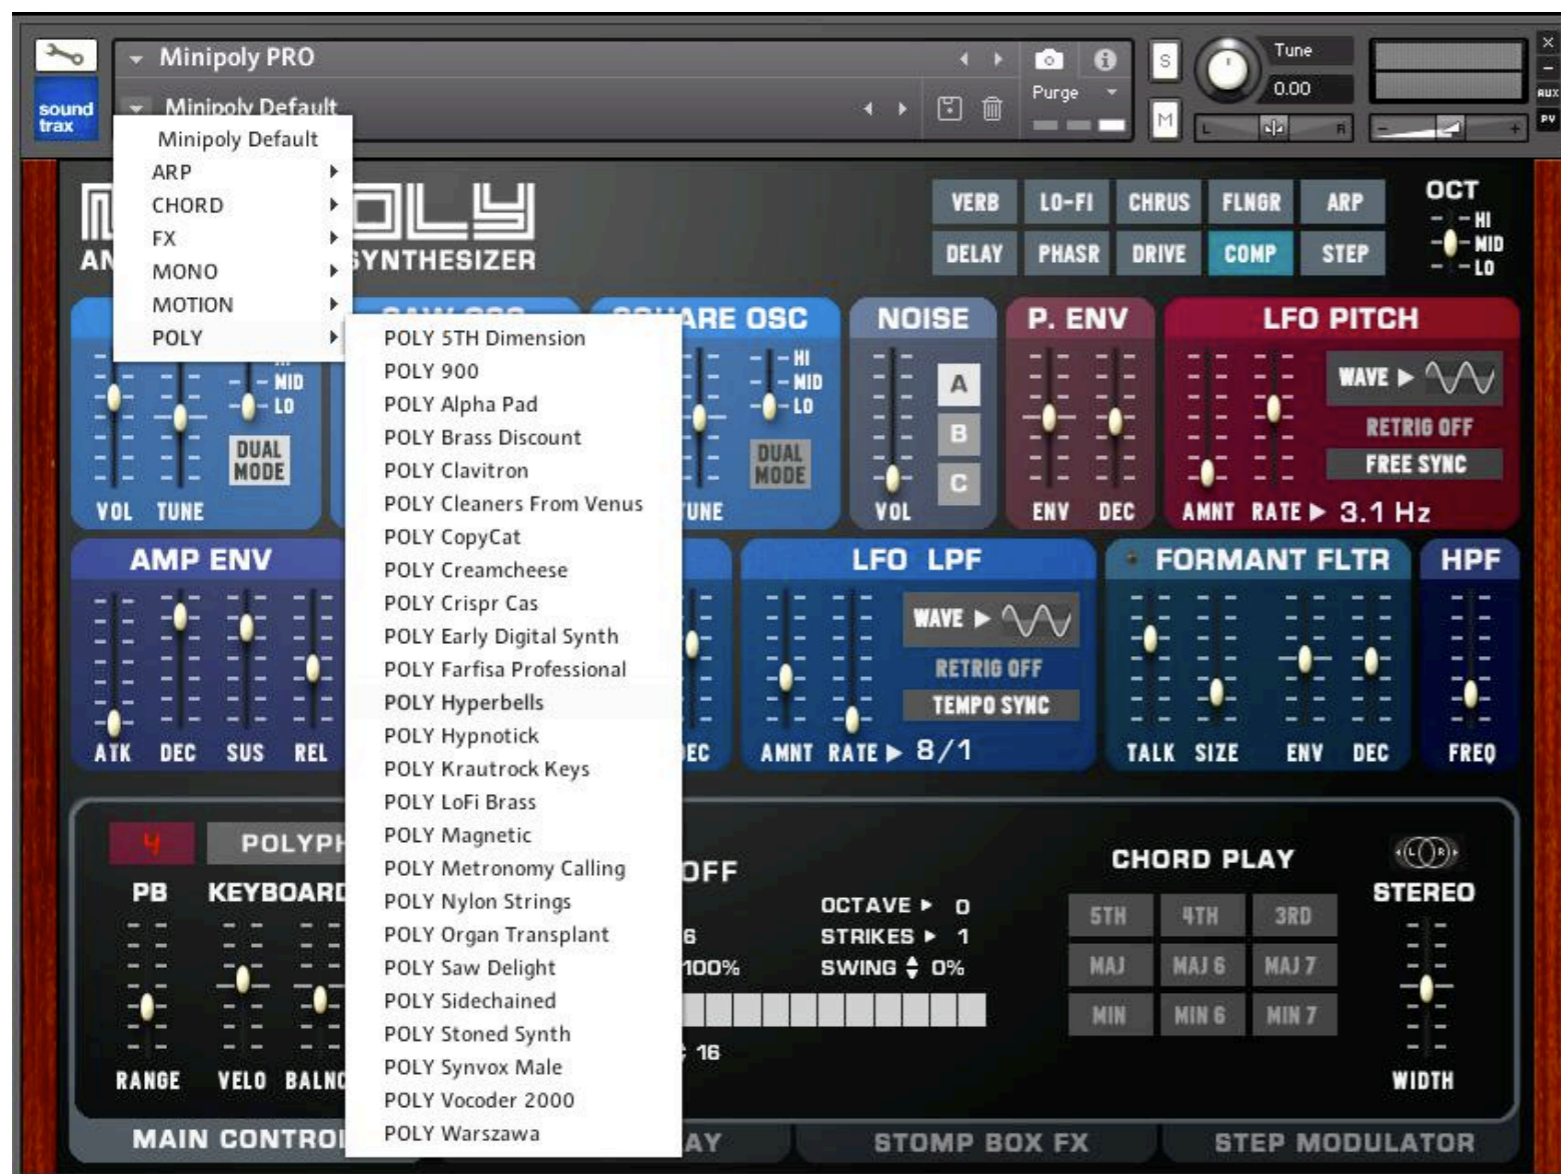 Minipoly PRO
S
Tune
0.00
X
AUX
PV
sound
trax
Minipoly Default
Purge
M
L
R
Minipoly Default
ARP
CHORD
FX
MONO
MOTION
POLY
POLY 5TH Dimension
POLY 900
POLY Alpha Pad
POLY Brass Discount
POLY Clavitron
POLY Cleaners From Venus
POLY CopyCat
POLY Creamcheese
POLY Crispr Cas
POLY Early Digital Synth
POLY Farfisa Professional
POLY Hyperbells
POLY Hypnotick
POLY Krautrock Keys
POLY LoFi Brass
POLY Magnetic
POLY Metronomy Calling
POLY Nylon Strings
POLY Organ Transplant
POLY Saw Delight
POLY Sidechained
POLY Stoned Synth
POLY Synvox Male
POLY Vocoder 2000
POLY Warszawa
SYNTHESIZER
VERB LO-FI CHRUS FLNGR ARP
DELAY PHASR DRIVE COMP STEP
OCT
HI
MID
LO
MID
LO
DUAL
MODE
VOL TUNE
OSC
HI
MID
LO
DUAL
MODE
NOISE
A
B
C
VOL
P. ENV
ENV DEC
LFO PITCH
WAVE
RETRIG OFF
FREE SYNC
AMNT RATE 3.1 Hz
AMP ENV
ATK DEC SUS REL
LFO LPF
WAVE
RETRIG OFF
TEMPO SYNC
AMNT RATE 8/1
FORMANT FLTR
TALK SIZE ENV DEC
HPF
FREQ
4
PB
RANGE VELO
OFF
OCTAVE 0
STRIKES 1
100% SWING 0%
16
CHORD PLAY
5TH 4TH 3RD
MAJ MAJ 6 MAJ 7
MIN MIN 6 MIN 7
L R
STEREO
WIDTH
MAIN
STOMP BOX FX
STEP MODULATOR